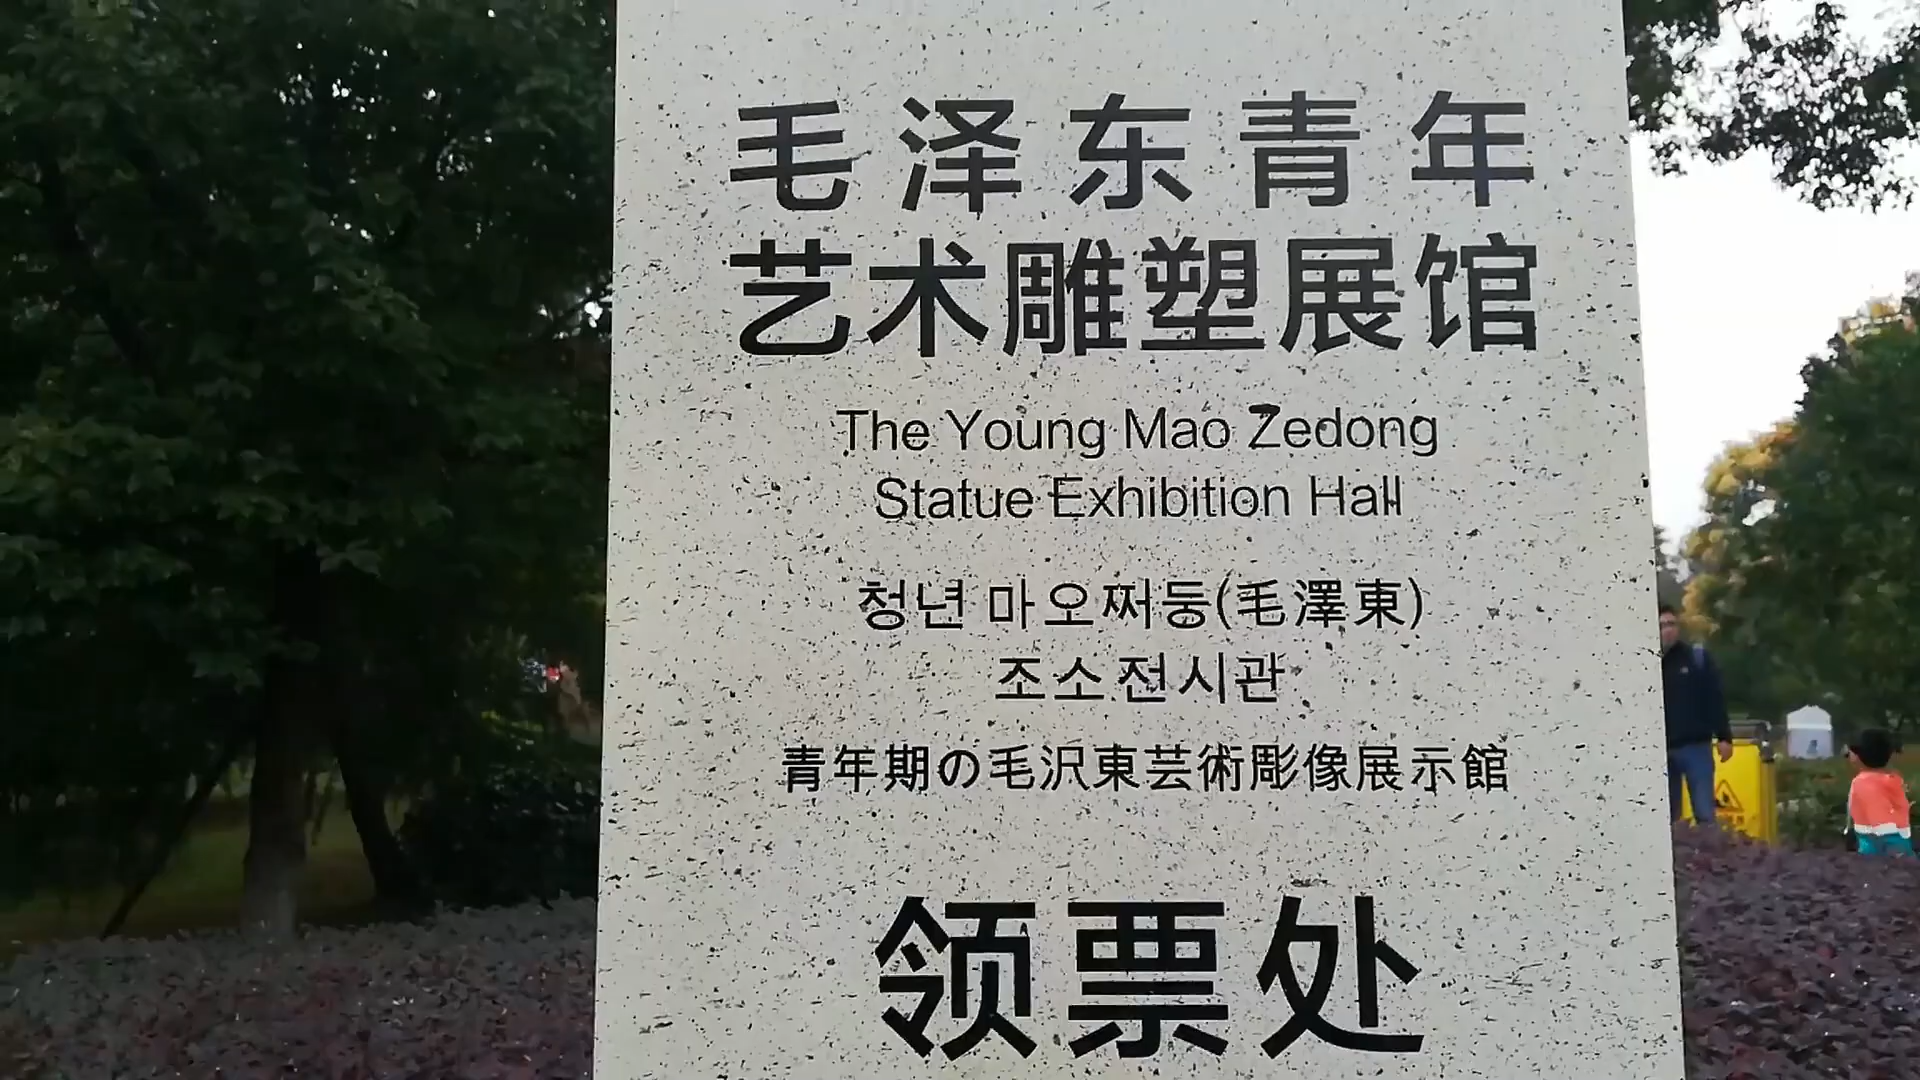 毛泽东青年
艺术雕塑展馆
The Young Mao Zedong
Statue Exhibition Hall
청년 마오쩌둥(毛澤東)
조소전시관
青年期の毛沢東芸術彫像展示館
领票处